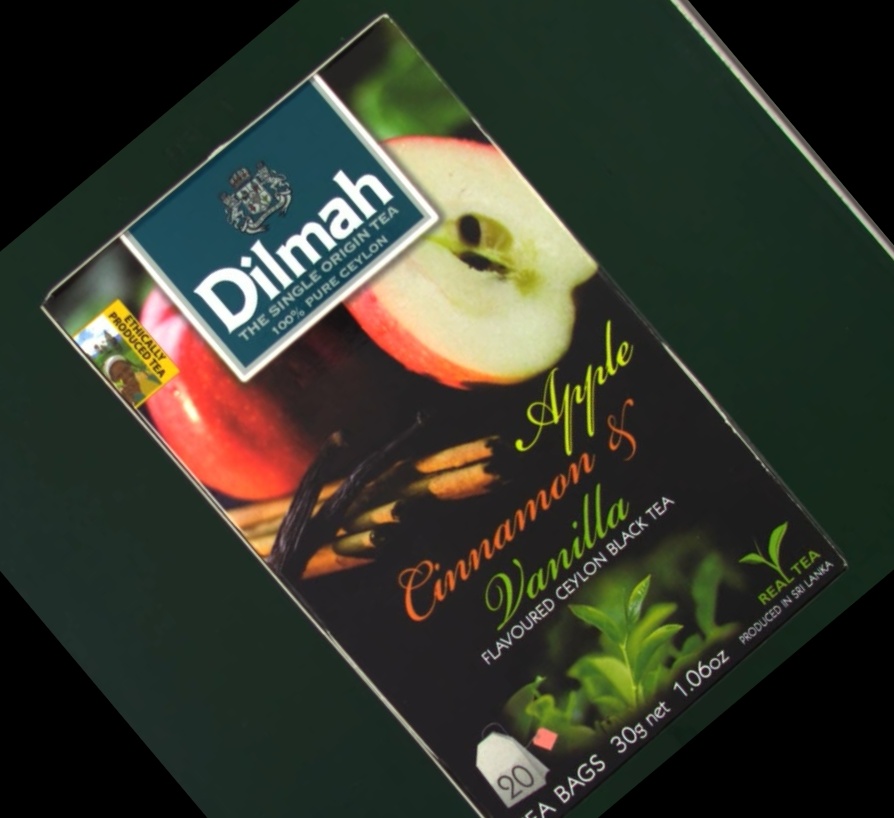 Dilmah
THE SINGLE ORIGIN TEA
100% PURE CEYLON
ETHICALLY
PRODUCED TEA
Apple
Cinnamon &
Vanilla
FLAVOURED CEYLON BLACK TEA
REAL TEA
PRODUCED IN SRI LANKA
20
BAGS 30g net 1.06oz